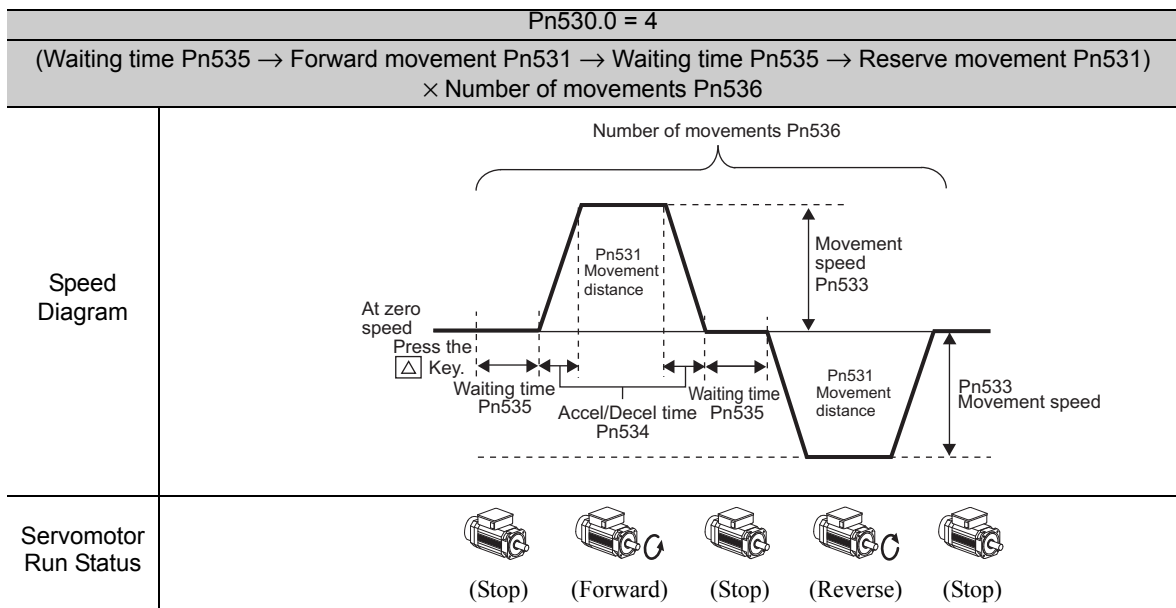 Pn530.0 = 4
(Waiting time Pn535 → Forward movement Pn531 → Waiting time Pn535 → Reserve movement Pn531)
× Number of movements Pn536
Speed
Diagram
Number of movements Pn536
Pn531
Movement
distance
Movement
speed
Pn533
At zero
speed
Press the
△ Key.
Waiting time
Pn535
Accel/Decel time
Pn534
Waiting time
Pn535
Pn531
Movement
distance
Pn533
Movement speed
Servomotor
Run Status
(Stop) (Forward) (Stop) (Reverse) (Stop)